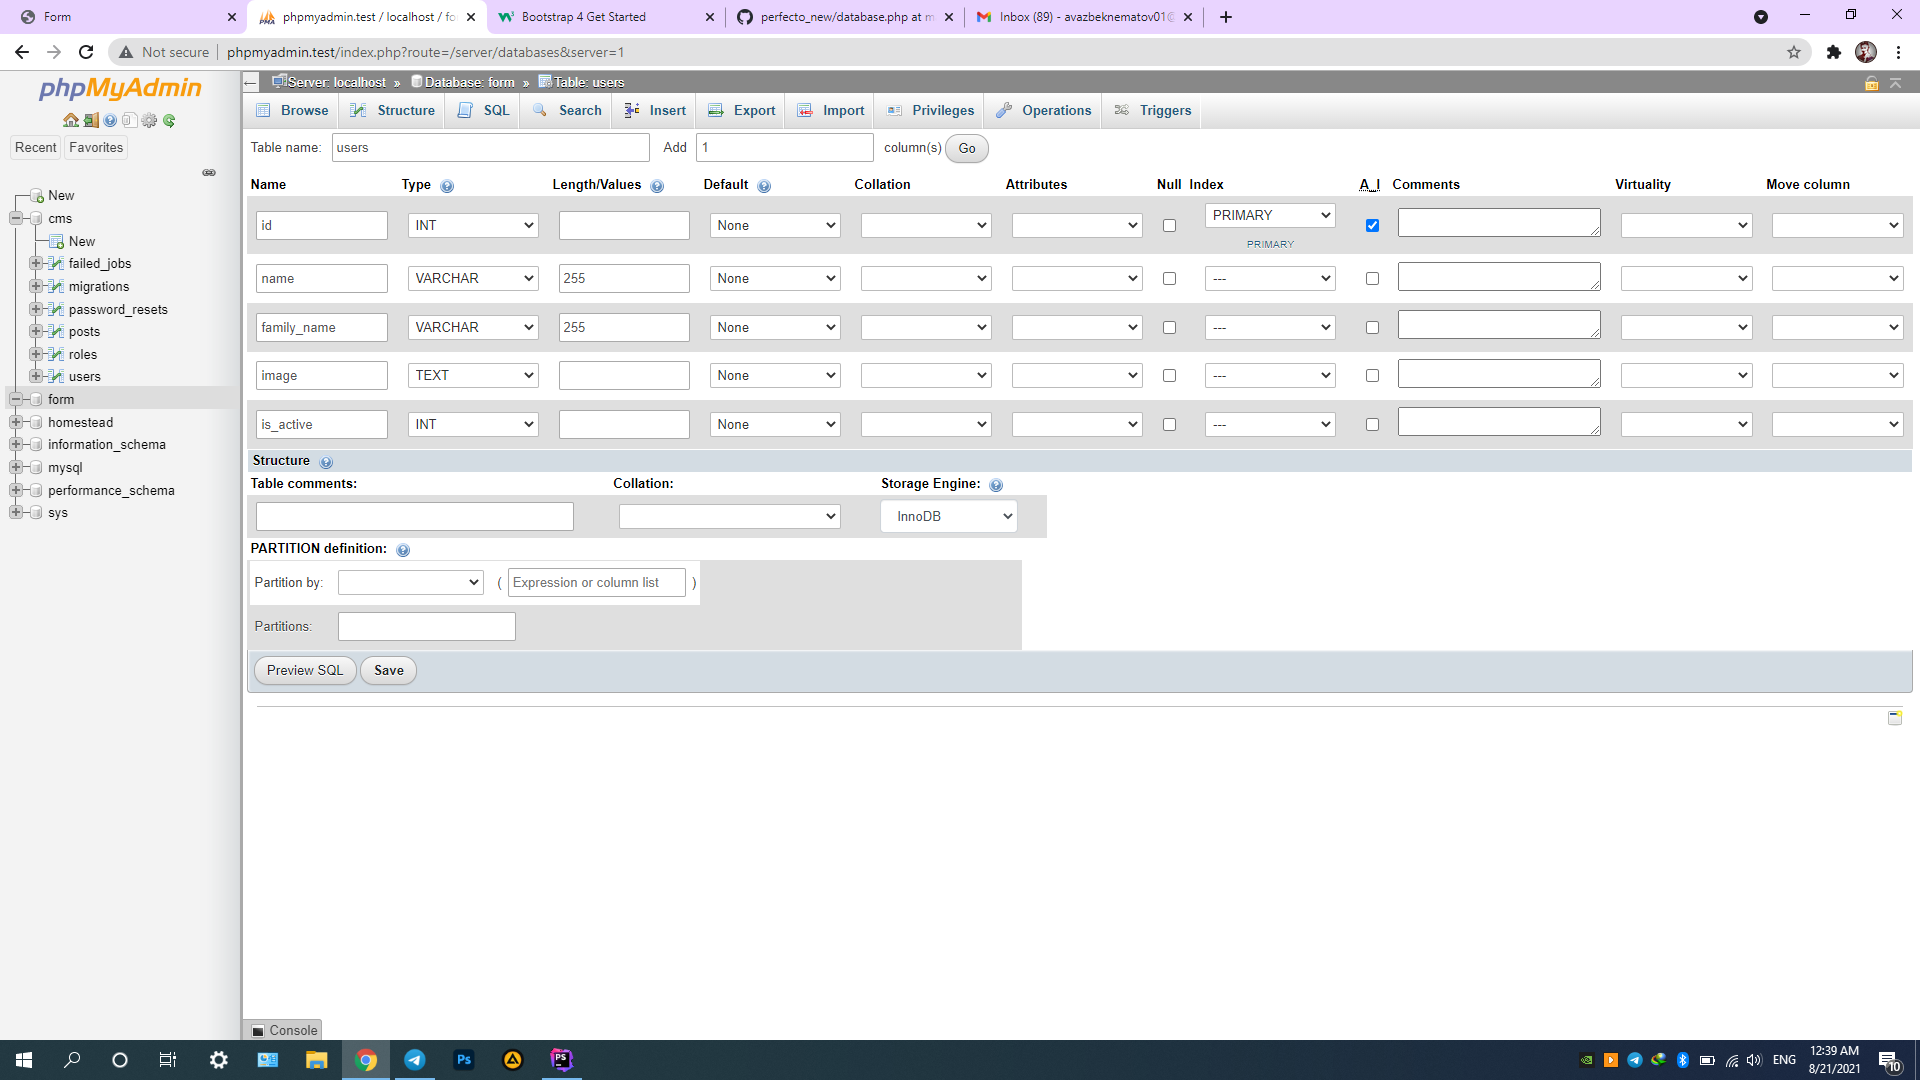 Form
phpmyadmin.test / localhost / fo
Bootstrap 4 Get Started
perfecto_new/database.php at m
Inbox (89) - avazbeknematov01@
Not secure
phpmyadmin.test/index.php?route=/server/databases&server=1
phpMyAdmin
Recent
Favorites
New
cms
New
failed_jobs
migrations
password_resets
posts
roles
users
form
homestead
information_schema
mysql
performance_schema
sys
Server: localhost » Database: form » Table: users
Browse Structure SQL Search Insert Export Import Privileges Operations Triggers
Table name: users Add 1 column(s) Go
Name Type Length/Values Default Collation Attributes Null Index A_I Comments Virtuality Move column
id INT None PRIMARY
PRIMARY
name VARCHAR 255 None ---
family_name VARCHAR 255 None ---
image TEXT None ---
is_active INT None ---
Structure
Table comments: Collation: Storage Engine:
InnoDB
PARTITION definition:
Partition by: ( Expression or column list )
Partitions:
Preview SQL Save
Console
Ps
PS
ENG
12:39 AM
8/21/2021
10